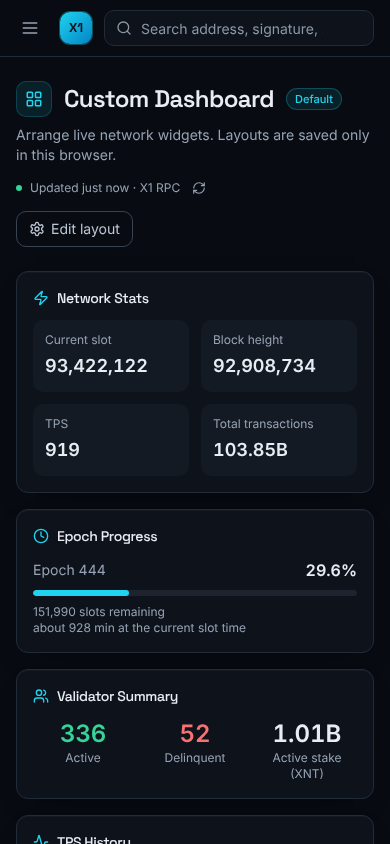 X1
Search address, signature,
Custom Dashboard
Default
Arrange live network widgets. Layouts are saved only
in this browser.
Updated just now · X1 RPC
Edit layout
Network Stats
Current slot
93,422,122
Block height
92,908,734
TPS
919
Total transactions
103.85B
Epoch Progress
Epoch 444
29.6%
151,990 slots remaining
about 928 min at the current slot time
Validator Summary
336
Active
52
Delinquent
1.01B
Active stake
(XNT)
TPS History